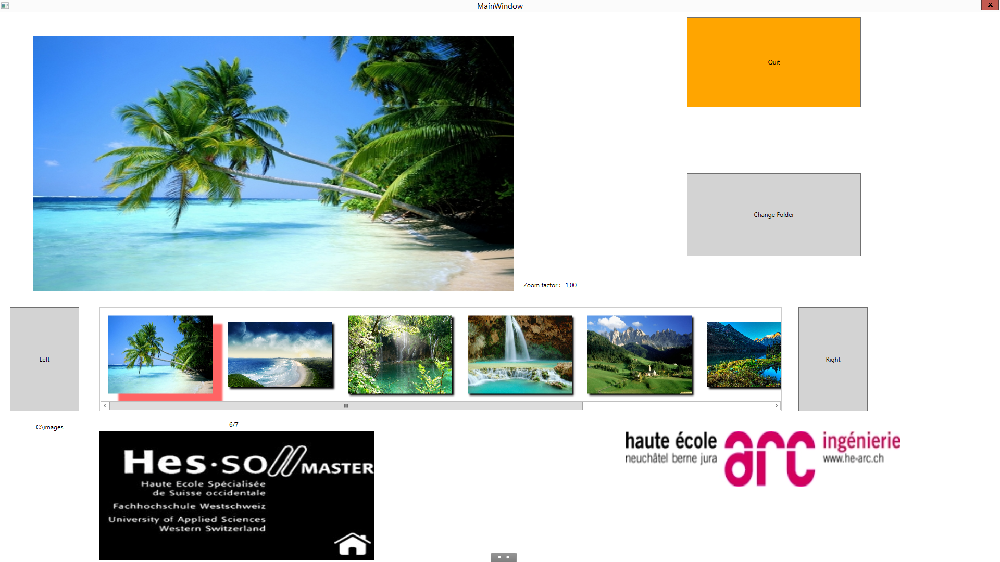 MainWindow
Quit
Change Folder
Zoom factor : 1,00
Left
Right
C:\images
6/7
Hes·so MASTER
Haute Ecole Spécialisée
de Suisse occidentale
Fachhochschule Westschweiz
University of Applied Sciences
Western Switzerland
haute école arc ingénierie
neuchâtel berne jura www.he-arc.ch